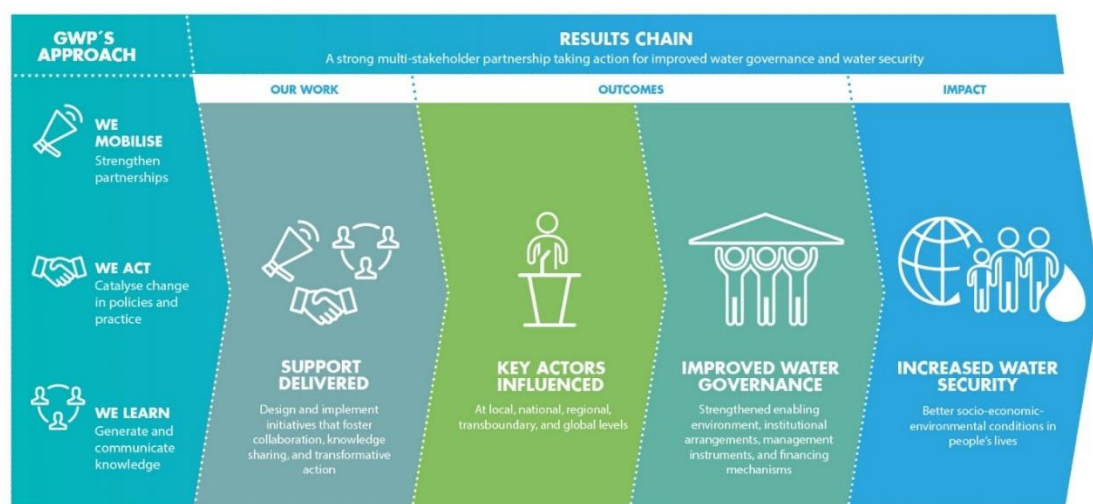 GWP´S
APPROACH
RESULTS CHAIN
A strong multi-stakeholder partnership taking action for improved water governance and water security
OUR WORK
OUTCOMES
IMPACT
WE
MOBILISE
Strengthen
partnerships
WE ACT
Catalyse change
in policies and
practice
WE LEARN
Generate and
communicate
knowledge
SUPPORT
DELIVERED
Design and implement
initiatives that foster
collaboration, knowledge
sharing, and transformative
action
KEY ACTORS
INFLUENCED
At local, national, regional,
transboundary, and global levels
IMPROVED WATER
GOVERNANCE
Strengthened enabling
environment, institutional
arrangements, management
instruments, and financing
mechanisms
INCREASED WATER
SECURITY
Better socio-economic-
environmental conditions in
people's lives